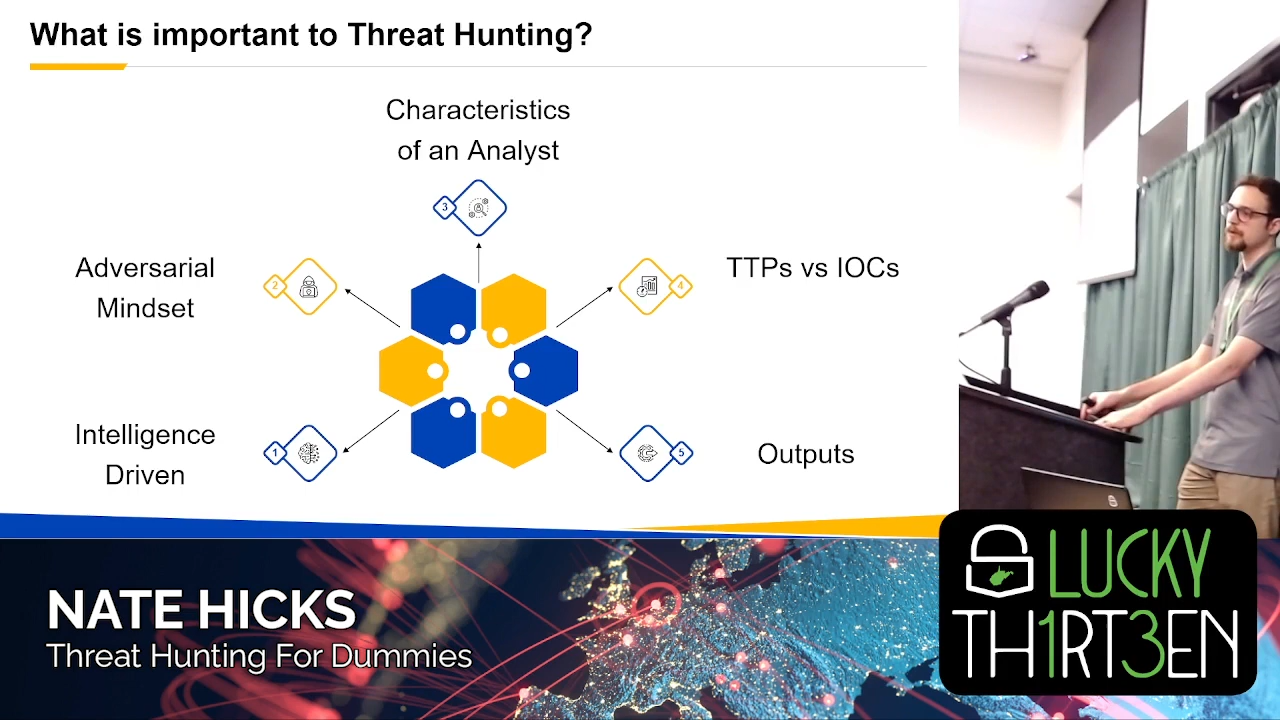 What is important to Threat Hunting?
Characteristics
of an Analyst
3
Adversarial
Mindset
2
4
TTPs vs IOCs
Intelligence
Driven
1
5
Outputs
NATE HICKS
Threat Hunting For Dummies
LUCKY
TH1RT3EN